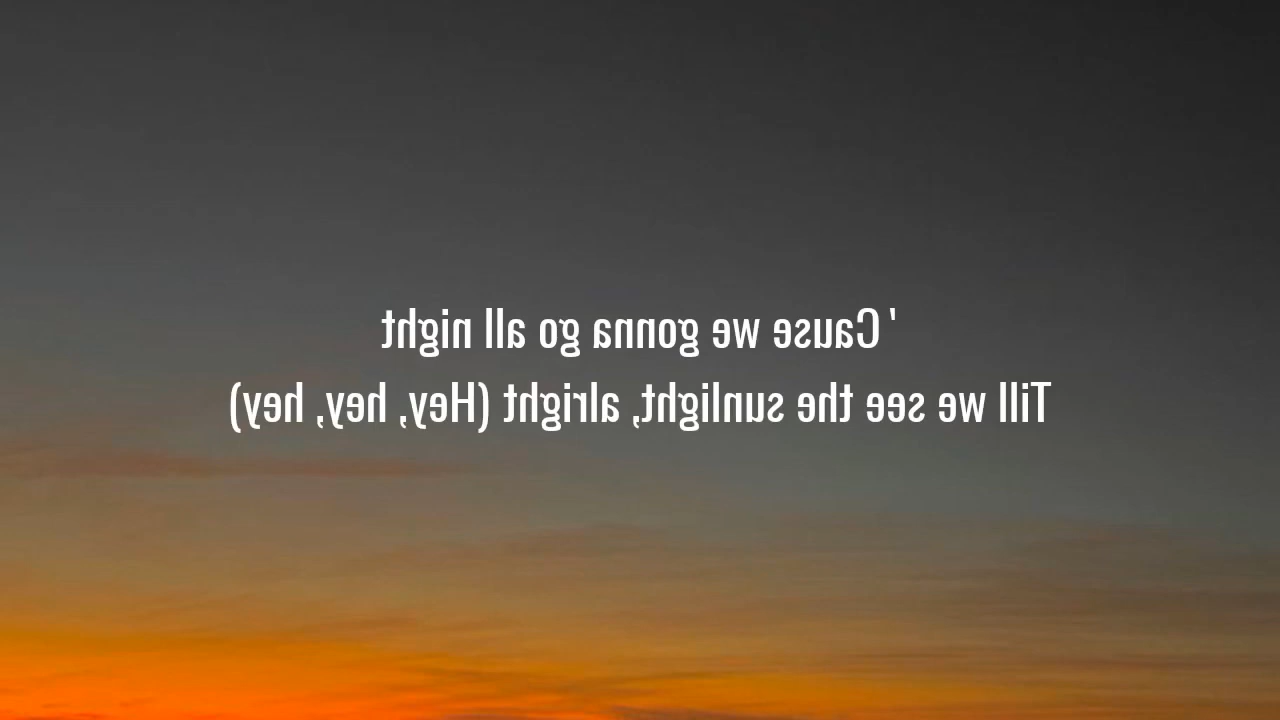 'Cause we gonna go all night
Till we see the sunlight, alright (Hey, hey, hey)